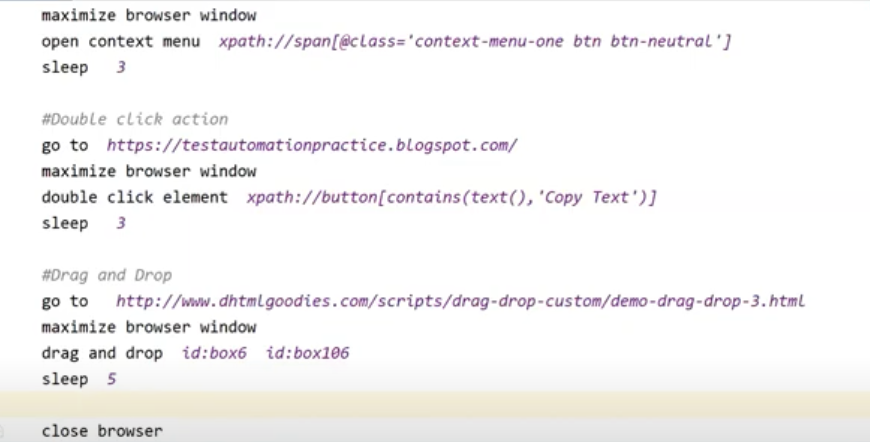 maximize browser window
open context menu  xpath://span[@class='context-menu-one btn btn-neutral']
sleep  3
#Double click action
go to  https://testautomationpractice.blogspot.com/
maximize browser window
double click element  xpath://button[contains(text(),'Copy Text')]
sleep  3
#Drag and Drop
go to  http://www.dhtmlgoodies.com/scripts/drag-drop-custom/demo-drag-drop-3.html
maximize browser window
drag and drop  id:box6  id:box106
sleep  5
close browser